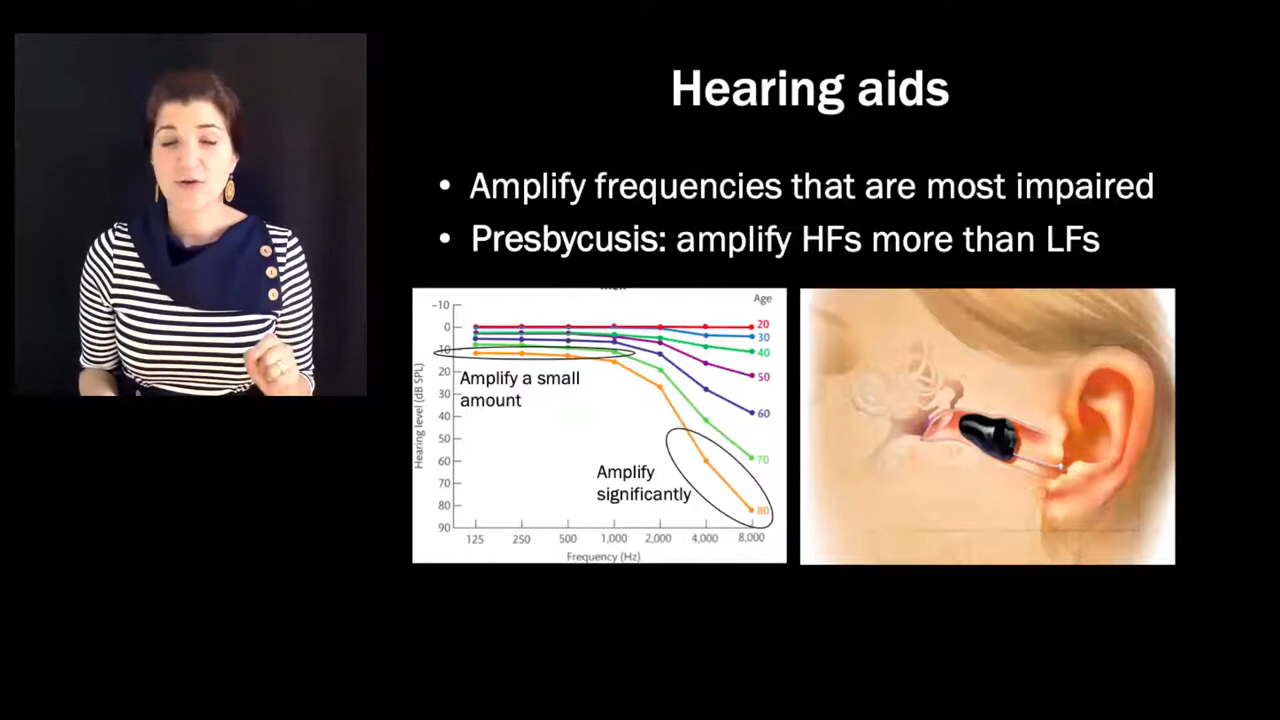 Hearing aids
• Amplify frequencies that are most impaired
• Presbycusis: amplify HFs more than LFs
Age
–10
0
10
20
30
40
50
60
70
80
90
Hearing level (dB SPL)
20
30
40
50
60
70
80
Amplify a small
amount
Amplify
significantly
125 250 500 1,000 2,000 4,000 8,000
Frequency (Hz)